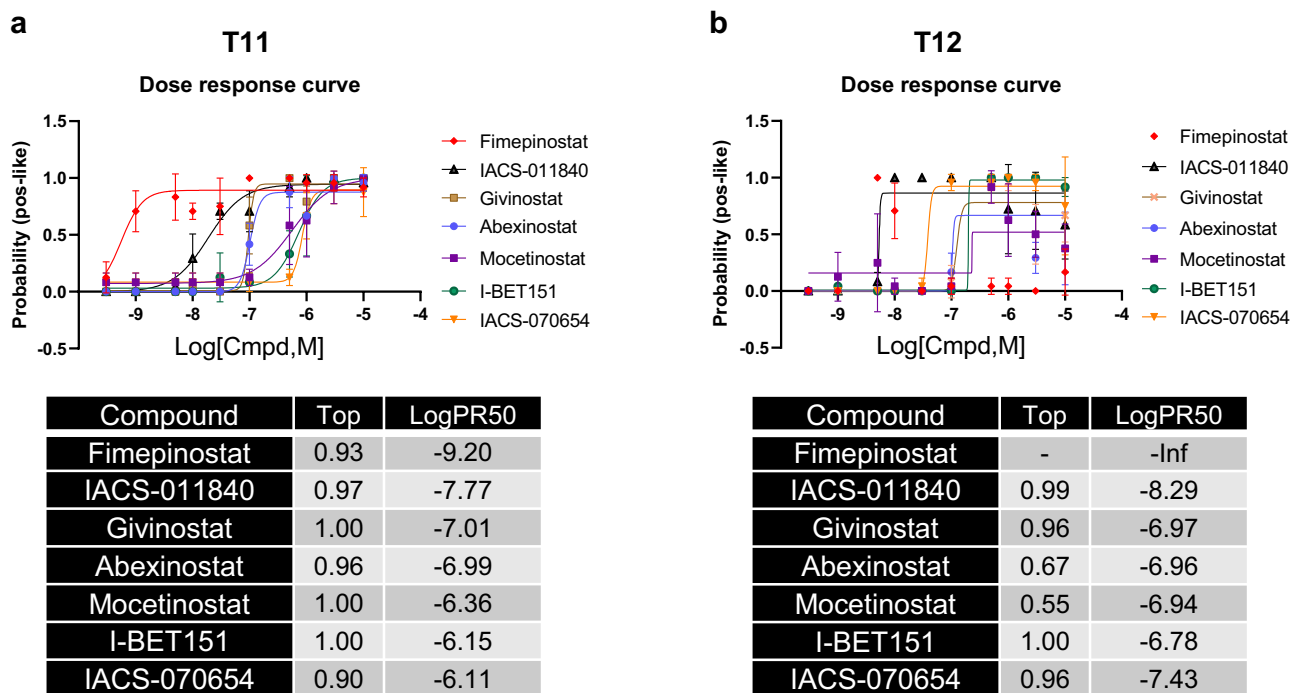 a
T11
Dose response curve
Probability (pos-like)
1.5
1.0
0.5
0.0
-0.5
-9
-8
-7
-6
-5
-4
Log[Cmpd,M]
Fimepinostat
IACS-011840
Givinostat
Abexinostat
Mocetinostat
I-BET151
IACS-070654
Compound Top LogPR50
Fimepinostat 0.93 -9.20
IACS-011840 0.97 -7.77
Givinostat 1.00 -7.01
Abexinostat 0.96 -6.99
Mocetinostat 1.00 -6.36
I-BET151 1.00 -6.15
IACS-070654 0.90 -6.11
b
T12
Dose response curve
Probability (pos-like)
1.5
1.0
0.5
0.0
-0.5
-9
-8
-7
-6
-5
-4
Log[Cmpd,M]
Fimepinostat
IACS-011840
Givinostat
Abexinostat
Mocetinostat
I-BET151
IACS-070654
Compound Top LogPR50
Fimepinostat - -Inf
IACS-011840 0.99 -8.29
Givinostat 0.96 -6.97
Abexinostat 0.67 -6.96
Mocetinostat 0.55 -6.94
I-BET151 1.00 -6.78
IACS-070654 0.96 -7.43